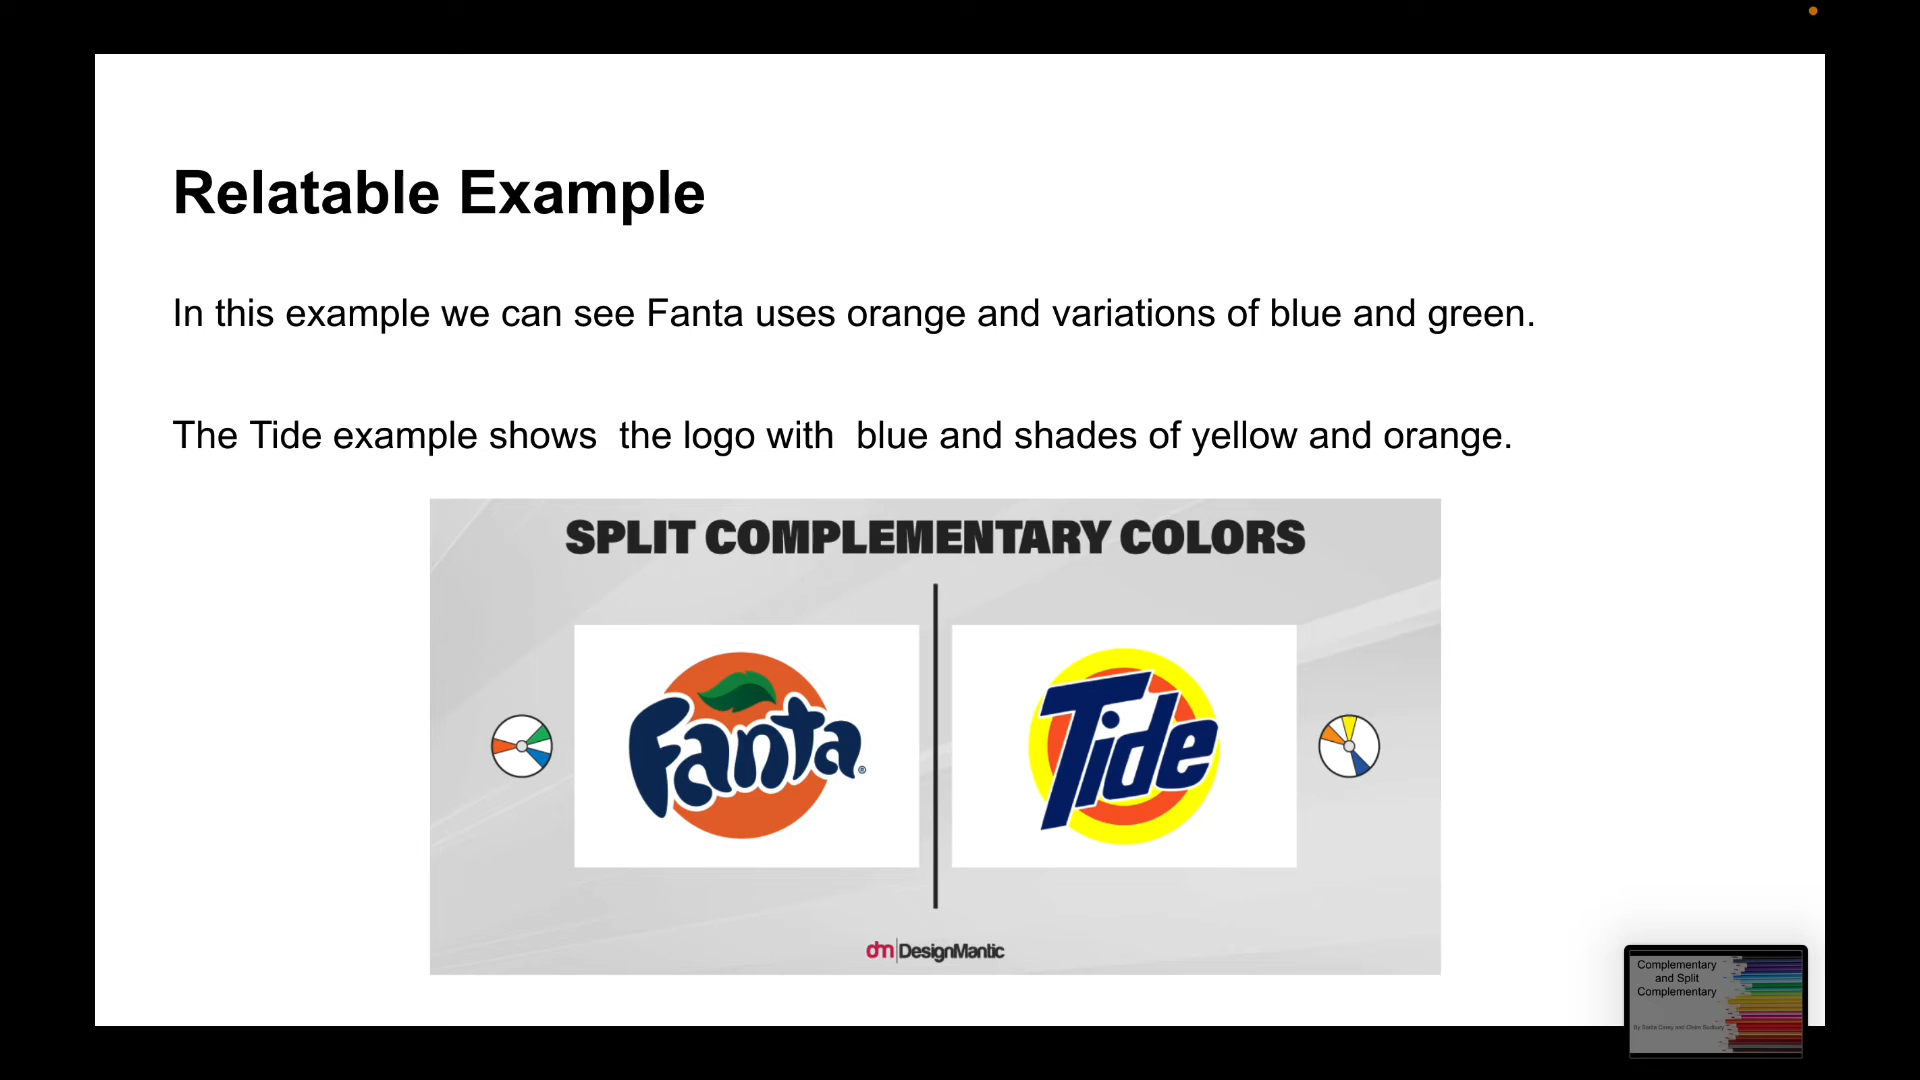 Relatable Example
In this example we can see Fanta uses orange and variations of blue and green.
The Tide example shows  the logo with  blue and shades of yellow and orange.
SPLIT COMPLEMENTARY COLORS
Fanta®
Tide
dm|DesignMantic
Complementary
and Split
Complementary